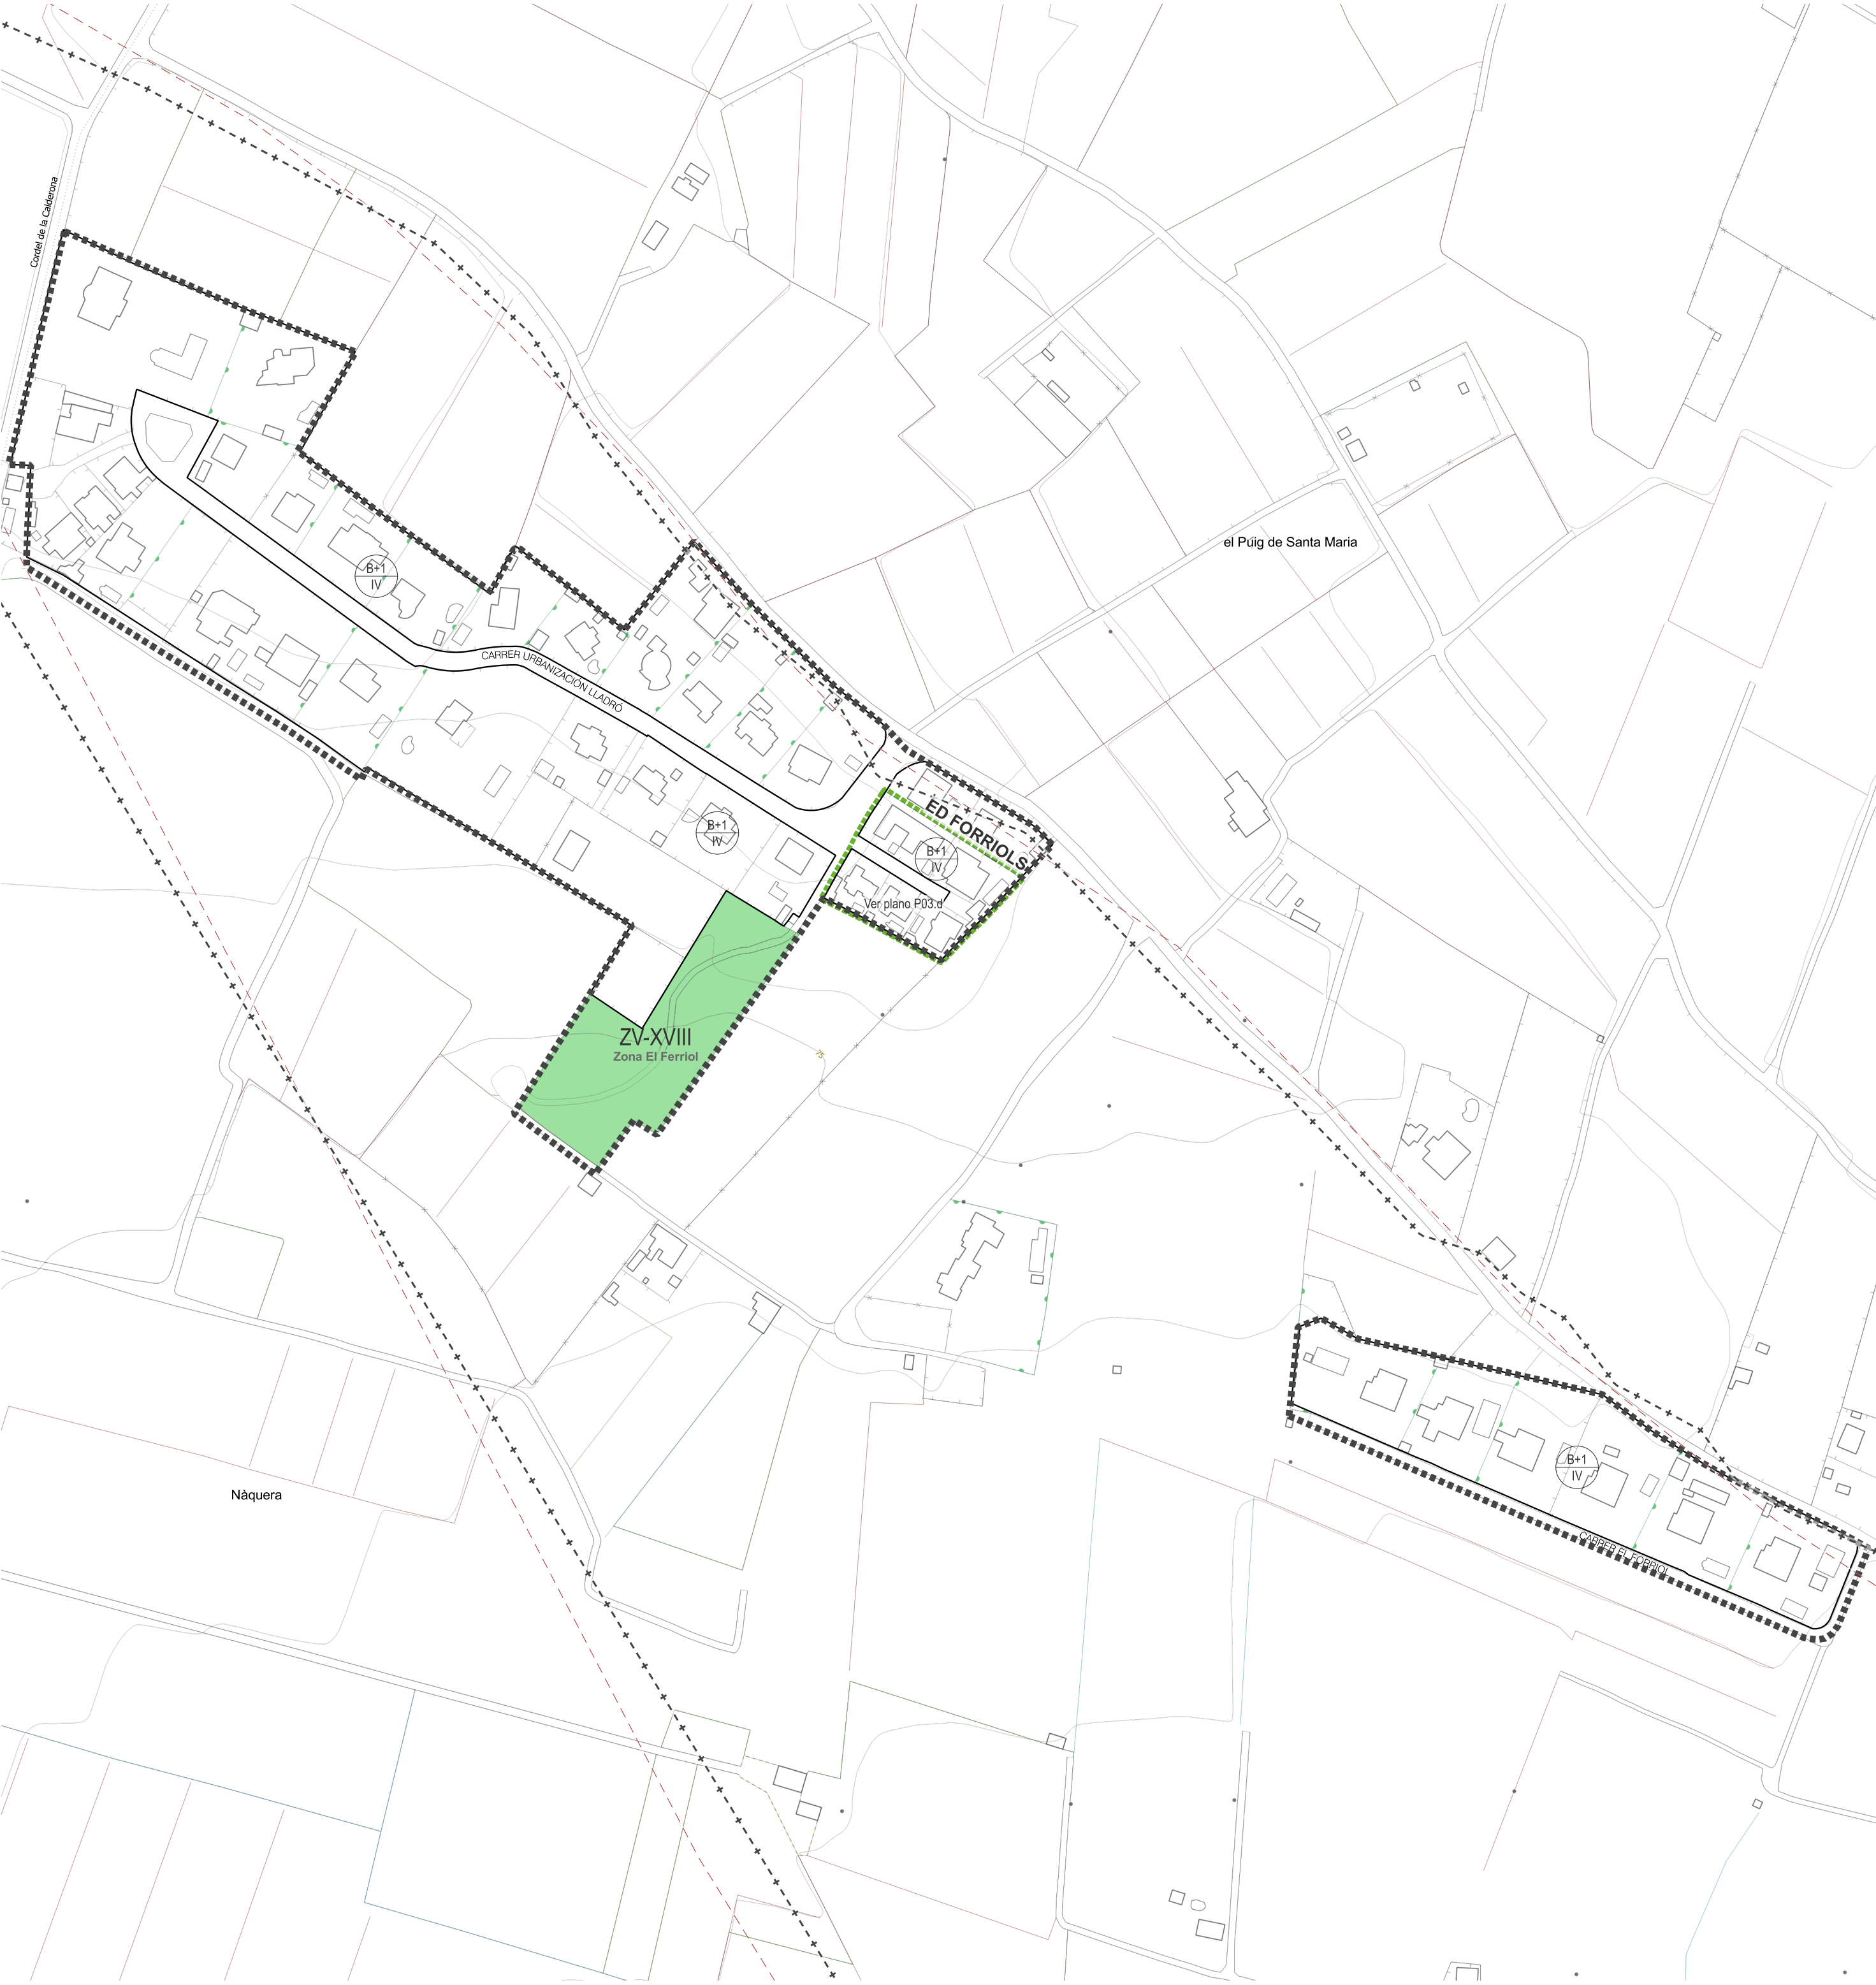 Cordel de la Calderona
el Puig de Santa Maria
B+1
IV
CARRER URBANIZACIÓN LLADRÓ
ED FORRIOLS
B+1
IV
B+1
IV
Ver plano P03.d
ZV-XVIII
Zona El Ferriol
75
B+1
IV
Nàquera
CARRER EL FORRIOL